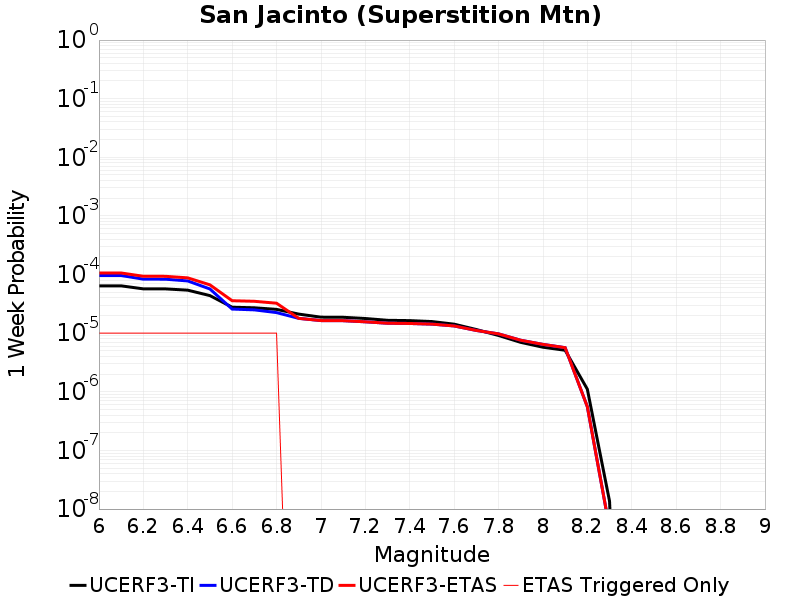 San Jacinto (Superstition Mtn)
1 Week Probability
10^0
10^-1
10^-2
10^-3
10^-4
10^-5
10^-6
10^-7
10^-8
6 6.2 6.4 6.6 6.8 7 7.2 7.4 7.6 7.8 8 8.2 8.4 8.6 8.8 9
Magnitude
UCERF3-TI UCERF3-TD UCERF3-ETAS ETAS Triggered Only